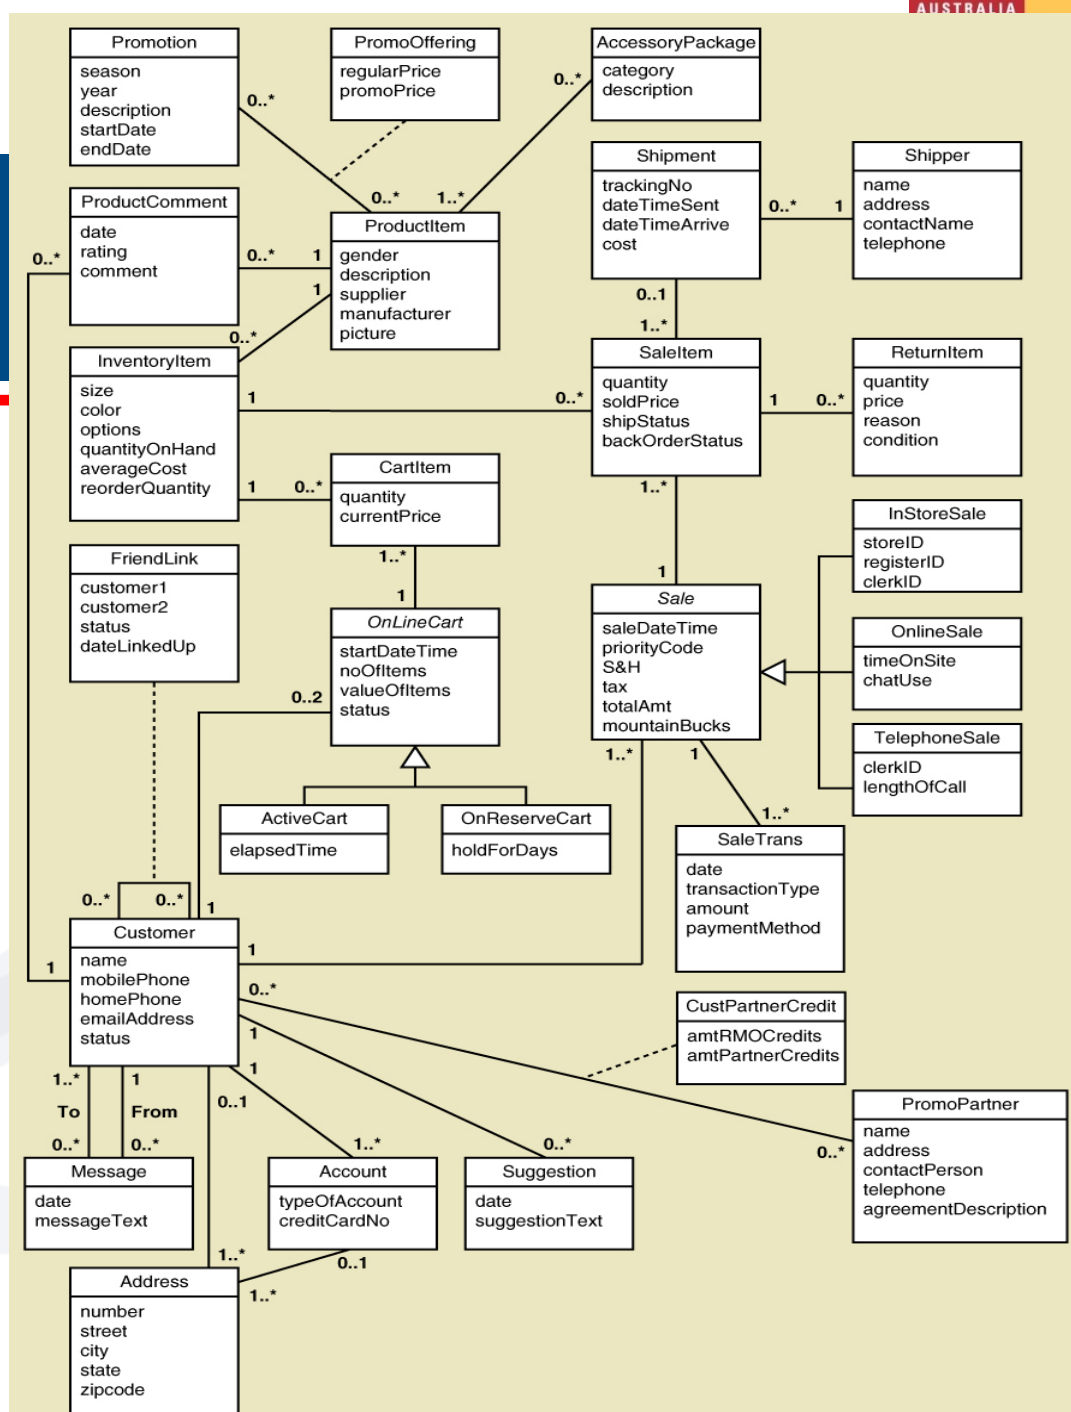 AUSTRALIA
Promotion
season
year
description
startDate
endDate
PromoOffering
regularPrice
promoPrice
AccessoryPackage
category
description
0..*
0..*
0..*
1..*
Shipment
trackingNo
dateTimeSent
dateTimeArrive
cost
Shipper
name
address
contactName
telephone
0..*
1
ProductComment
date
rating
comment
0..*
0..*
1
ProductItem
gender
description
supplier
manufacturer
picture
1
0..*
0..1
1..*
InventoryItem
size
color
options
quantityOnHand
averageCost
reorderQuantity
1
0..*
SaleItem
quantity
soldPrice
shipStatus
backOrderStatus
1
0..*
ReturnItem
quantity
price
reason
condition
CartItem
quantity
currentPrice
1
0..*
1..*
1
1..*
1
InStoreSale
storeID
registerID
clerkID
FriendLink
customer1
customer2
status
dateLinkedUp
OnLineCart
startDateTime
noOfItems
valueOfItems
status
0..2
Sale
saleDateTime
priorityCode
S&H
tax
totalAmt
mountainBucks
OnlineSale
timeOnSite
chatUse
TelephoneSale
clerkID
lengthOfCall
1..*
1
1..*
ActiveCart
elapsedTime
OnReserveCart
holdForDays
SaleTrans
date
transactionType
amount
paymentMethod
0..*
0..*
1
Customer
name
mobilePhone
homePhone
emailAddress
status
1
1
0..*
1
1
0..1
1..*
1
To
From
0..*
0..*
CustPartnerCredit
amtRMOCredits
amtPartnerCredits
PromoPartner
name
address
contactPerson
telephone
agreementDescription
0..*
1..*
0..*
Message
date
messageText
Account
typeOfAccount
creditCardNo
Suggestion
date
suggestionText
1..*
0..1
1..*
Address
number
street
city
state
zipcode